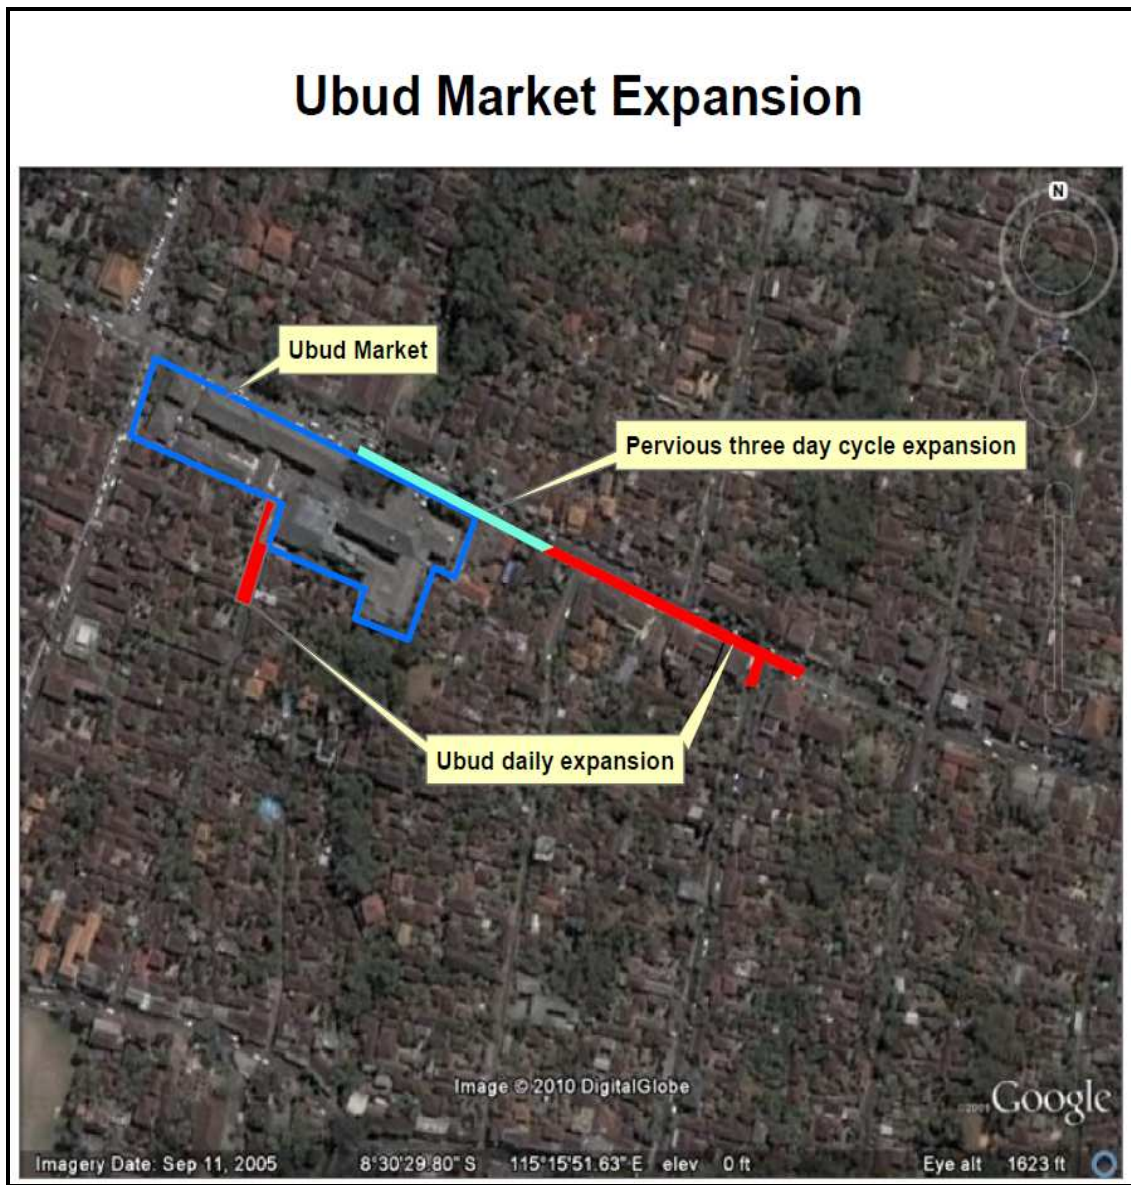 Ubud Market Expansion
N
Ubud Market
Pervious three day cycle expansion
Ubud daily expansion
Image © 2010 DigitalGlobe
©2009 Google
Imagery Date: Sep 11, 2005 8°30'29.80" S 115°15'51.63" E elev 0 ft Eye alt 1623 ft